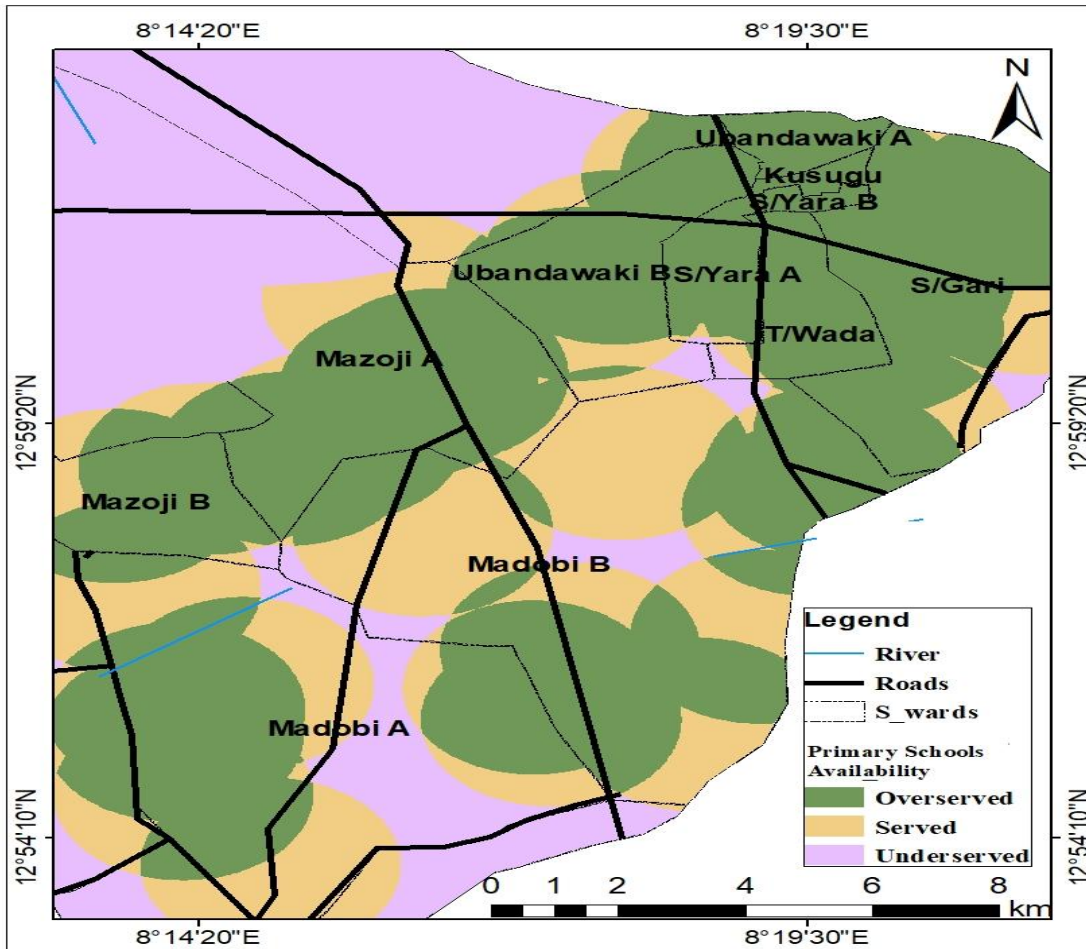 8°14'20"E
8°19'30"E
N
Ubandawaki A
Kusugu
S/Yara B
Ubandawaki B
S/Yara A
S/Gari
T/Wada
Mazoji A
12°59'20"N
12°59'20"N
Mazoji B
Madobi B
Madobi A
Legend
River
Roads
S_wards
Primary Schools
Availability
Overserved
Served
Underserved
12°54'10"N
12°54'10"N
0 1 2 4 6 8
km
8°14'20"E
8°19'30"E